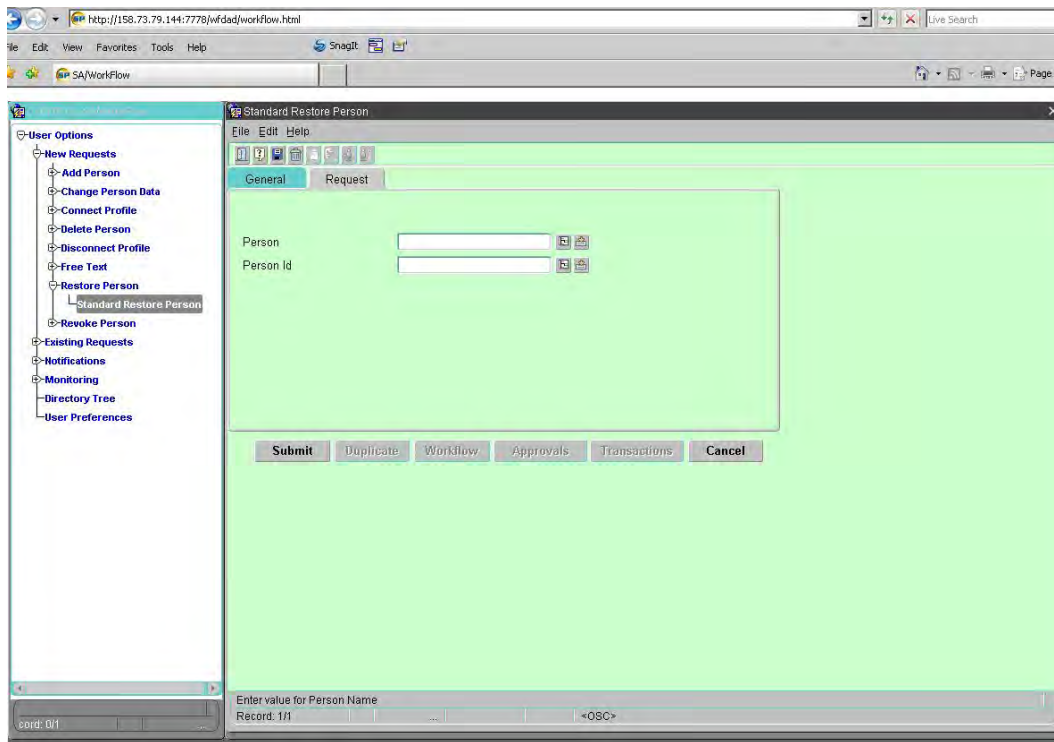 http://158.73.79.144:7778/wfdad/workflow.html
Live Search
File Edit View Favorites Tools Help
SnagIt
SA/WorkFlow
Page
Standard Restore Person
File Edit Help
General Request
User Options
New Requests
Add Person
Change Person Data
Connect Profile
Delete Person
Disconnect Profile
Free Text
Restore Person
Standard Restore Person
Revoke Person
Existing Requests
Notifications
Monitoring
Directory Tree
User Preferences
Person
Person Id
Submit Duplicate Workflow Approvals Transactions Cancel
Enter value for Person Name
Record: 1/1 ... <OSC>
cord: 0/1 ...